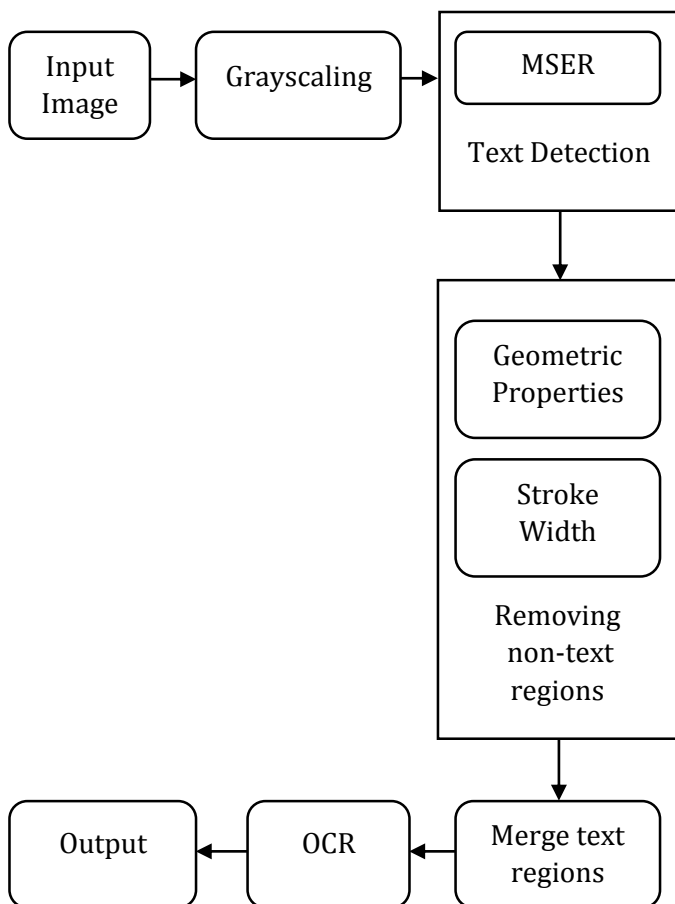 Input
Image
Grayscaling
MSER
Text Detection
Geometric
Properties
Stroke
Width
Removing
non-text
regions
Merge text
regions
OCR
Output